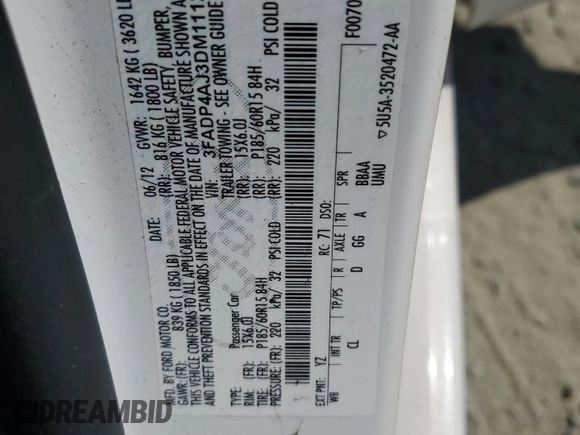 MFD. BY FORD MOTOR CO.
06/12 GVWR: 1642 KG ( 3620 LB
GAWR: (FR): 839 KG ( 1850 LB) (RR): 816 KG ( 1800 LB)
THIS VEHICLE CONFORMS TO ALL APPLICABLE FEDERAL MOTOR VEHICLE SAFETY, BUMPER,
AND THEFT PREVENTION STANDARDS IN EFFECT ON THE DATE OF MANUFACTURE SHOWN
VIN: 3FADP4AJ3DM111
TYPE: Passenger Car TRAILER TOWING - SEE OWNER GUIDE
RIM: (FR): 15X6.0J (RR): 15X6.0J
TIRE: (FR): P185/60R15 84H (RR): P185/60R15 84H
PRESSURE: (FR): 220 kPa/ 32 PSI COLD (RR): 220 kPa/ 32 PSI COLD
EXT PNT: YZ RC: 71 DSO:
WB INT TR TP/PS R AXLE TR SPR
CL D GG A BBAA
UMU
F0070
5U5A-3520472-AA
DREAMBID